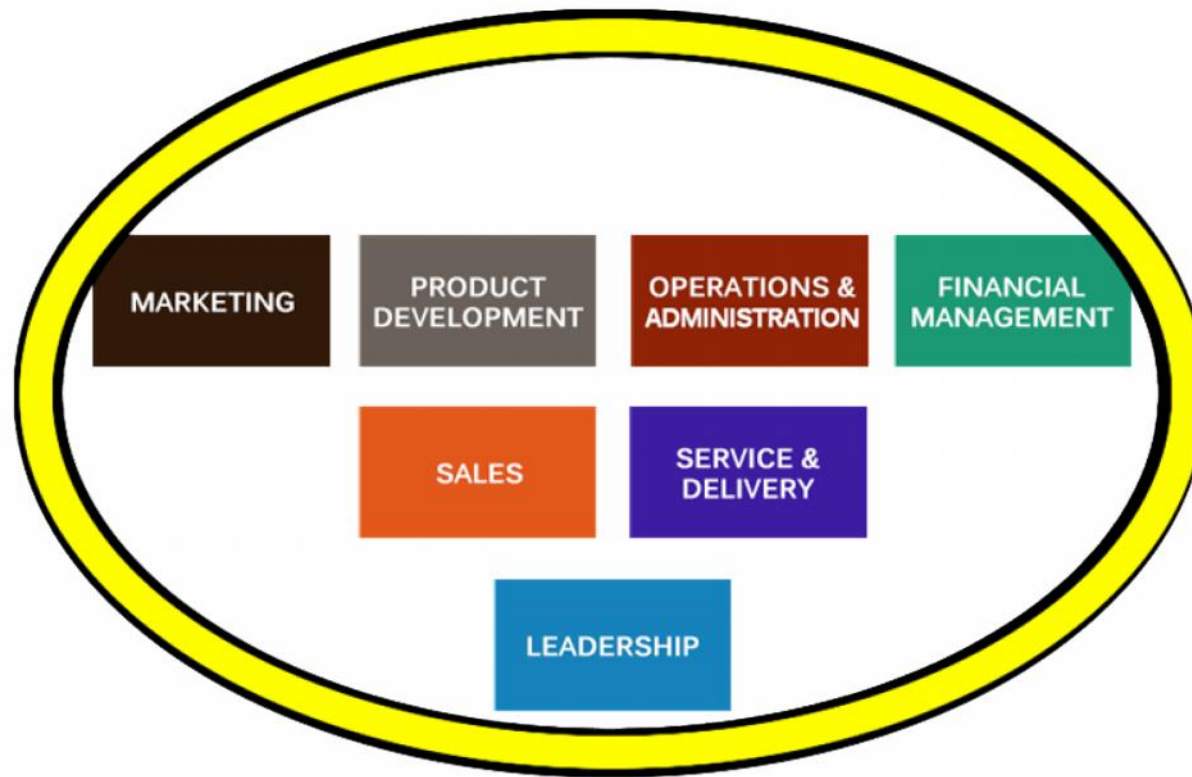 MARKETING
PRODUCT
DEVELOPMENT
OPERATIONS &
ADMINISTRATION
FINANCIAL
MANAGEMENT
SALES
SERVICE &
DELIVERY
LEADERSHIP